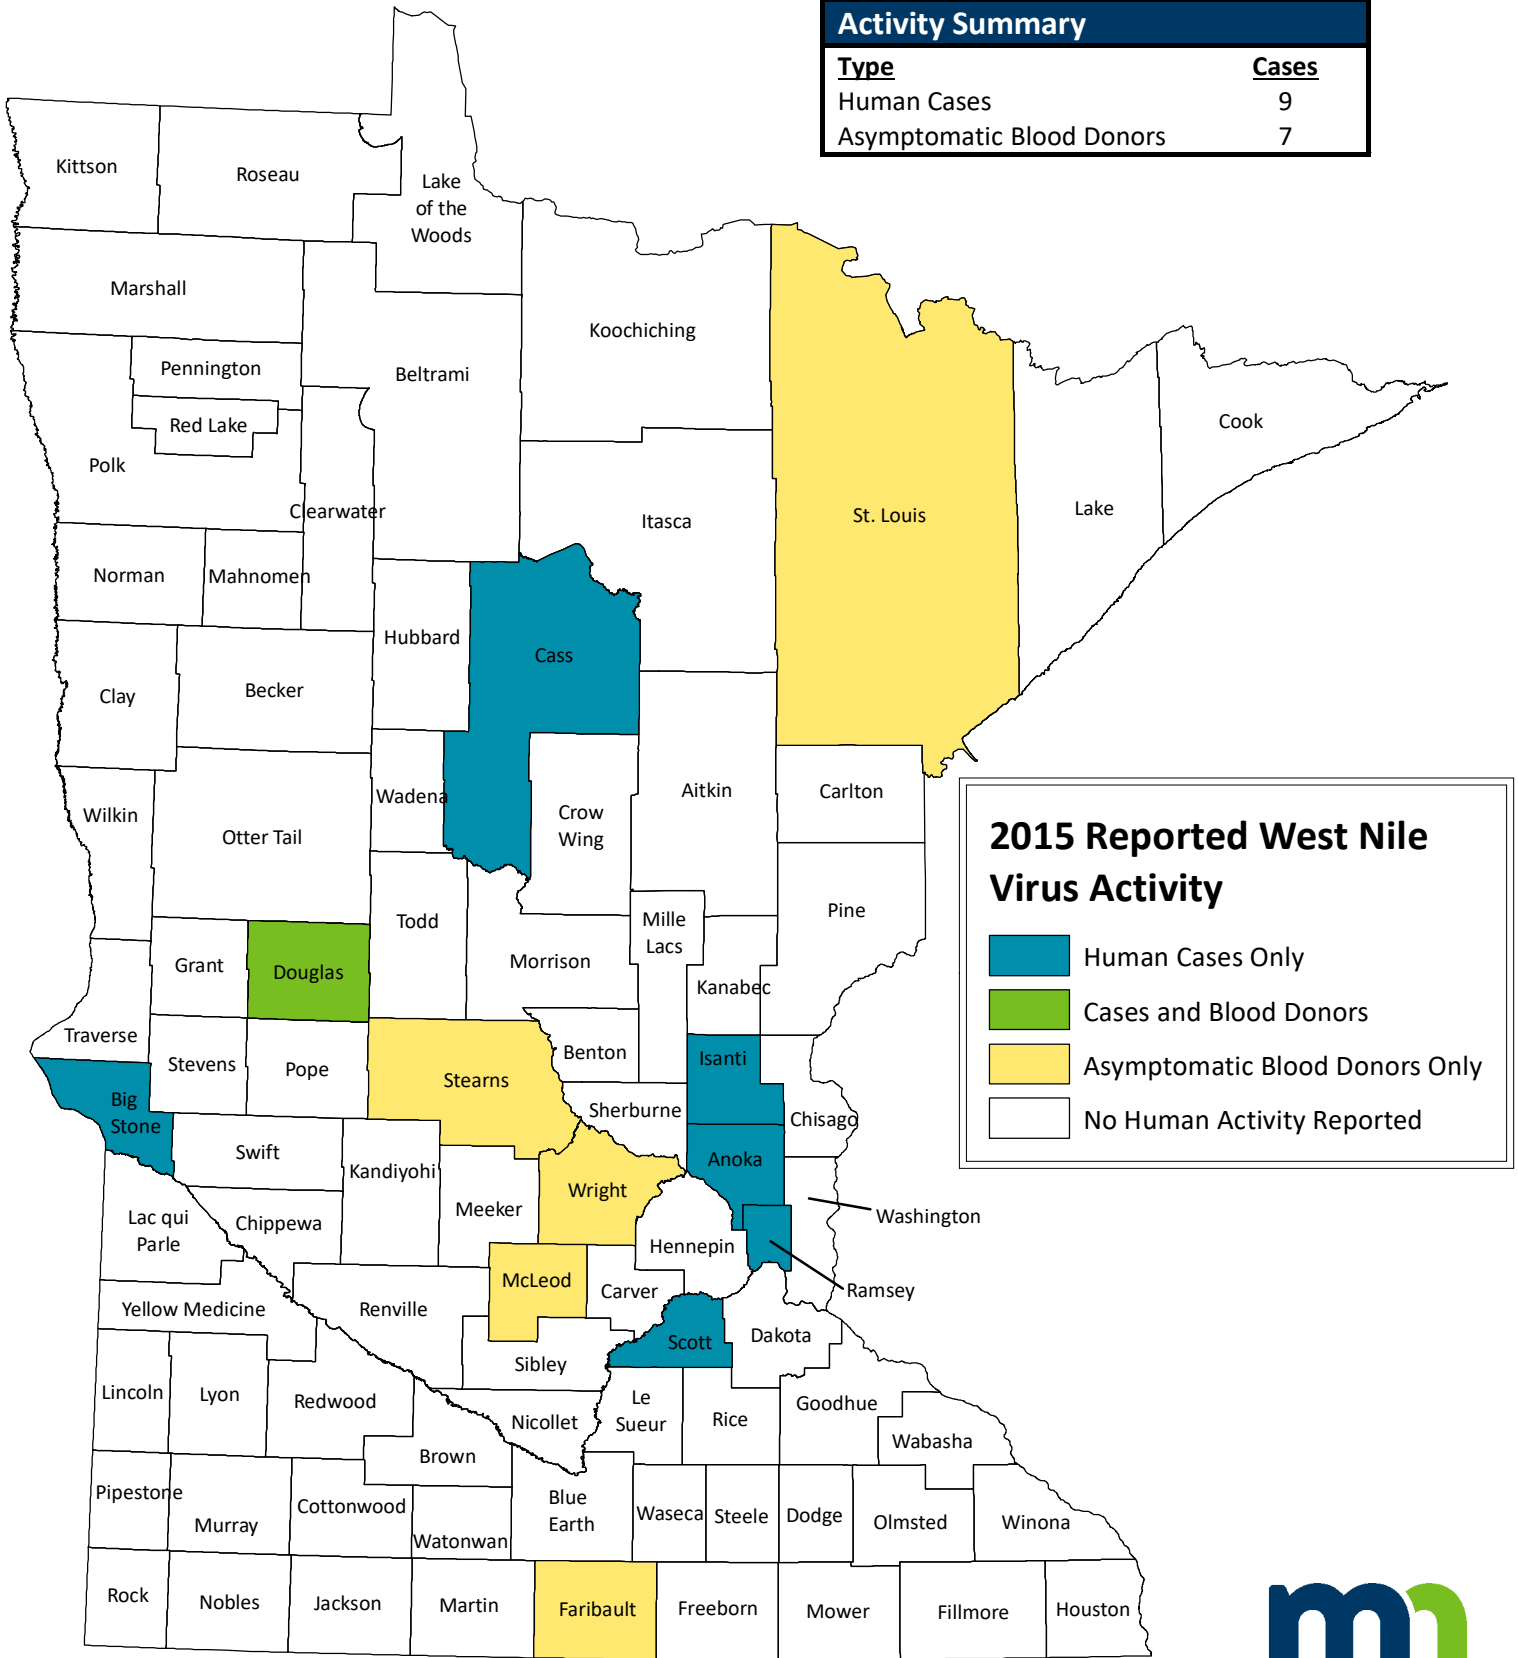 Activity Summary
Type Cases
Human Cases 9
Asymptomatic Blood Donors 7
Kittson
Roseau
Lake
of the
Woods
Marshall
Koochiching
Pennington
Beltrami
Red Lake
Cook
Polk
Clearwater
Itasca
St. Louis
Lake
Norman
Mahnomen
Hubbard
Cass
Clay
Becker
Wadena
Aitkin
Carlton
Wilkin
Otter Tail
Crow
Wing
2015 Reported West Nile
Virus Activity
Human Cases Only
Cases and Blood Donors
Asymptomatic Blood Donors Only
No Human Activity Reported
Todd
Mille
Lacs
Pine
Grant
Douglas
Morrison
Kanabec
Traverse
Stevens
Pope
Stearns
Benton
Isanti
Big
Stone
Sherburne
Chisago
Swift
Kandiyohi
Anoka
Wright
Meeker
Lac qui
Parle
Chippewa
Washington
Hennepin
McLeod
Carver
Ramsey
Yellow Medicine
Renville
Scott
Dakota
Sibley
Lincoln
Lyon
Redwood
Le
Sueur
Rice
Goodhue
Nicollet
Wabasha
Brown
Pipestone
Murray
Cottonwood
Watonwan
Blue
Earth
Waseca
Steele
Dodge
Olmsted
Winona
Rock
Nobles
Jackson
Martin
Faribault
Freeborn
Mower
Fillmore
Houston
mn